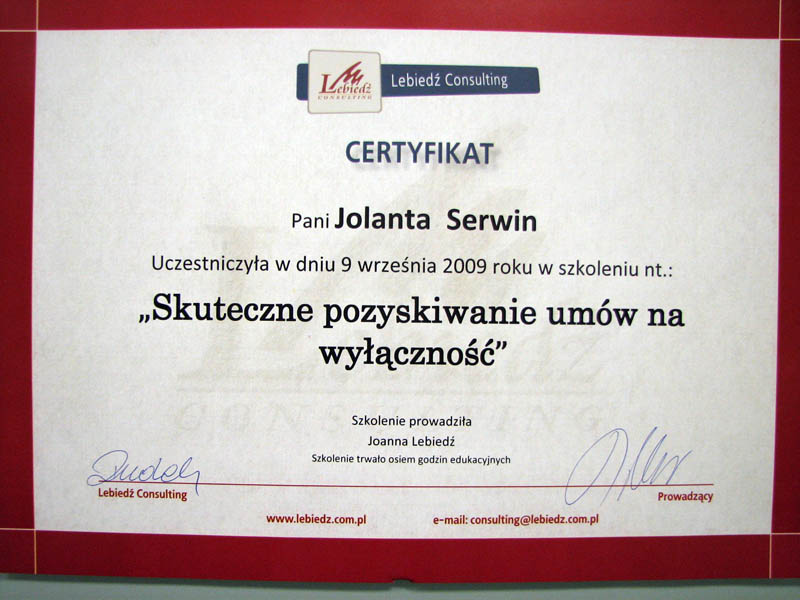 Lebiedź
CONSULTING
Lebiedź Consulting
CERTYFIKAT
Pani Jolanta Serwin
Uczestniczyła w dniu 9 września 2009 roku w szkoleniu nt.:
„Skuteczne pozyskiwanie umów na
wyłączność”
Szkolenie prowadziła
Joanna Lebiedź
Szkolenie trwało osiem godzin edukacyjnych
Lebiedź Consulting
Prowadzący
www.lebiedz.com.pl e-mail: consulting@lebiedz.com.pl